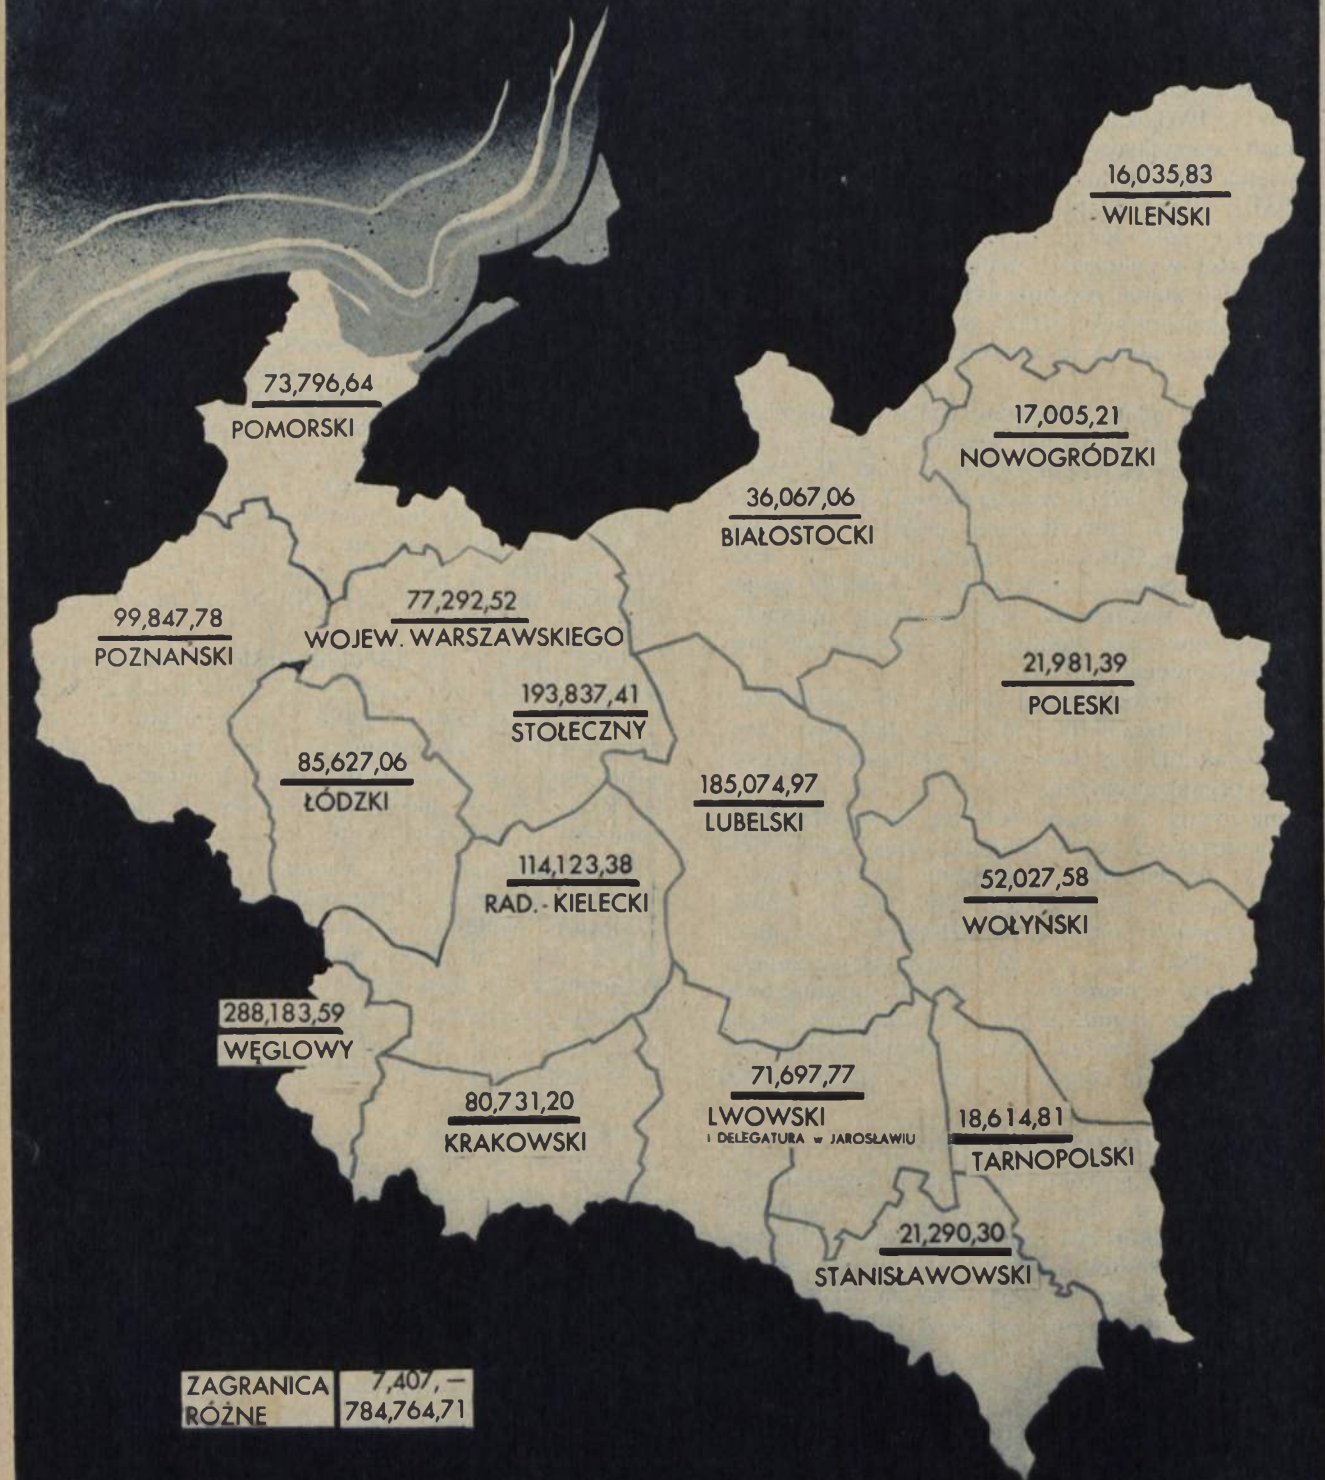 16,035,83
WILEŃSKI
73,796,64
POMORSKI
17,005,21
NOWOGRÓDZKI
36,067,06
BIAŁOSTOCKI
77,292,52
WOJEW. WARSZAWSKIEGO
99,847,78
POZNAŃSKI
21,981,39
POLESKI
193,837,41
STOŁECZNY
85,627,06
ŁÓDZKI
185,074,97
LUBELSKI
114,123,38
RAD.-KIELECKI
52,027,58
WOŁYŃSKI
288,183,59
WĘGLOWY
80,731,20
KRAKOWSKI
71,697,77
LWOWSKI
I DELEGATURA w JAROSŁAWIU
18,614,81
TARNOPOLSKI
21,290,30
STANISŁAWOWSKI
ZAGRANICA 7,407,—
RÓŻNE 784,764,71